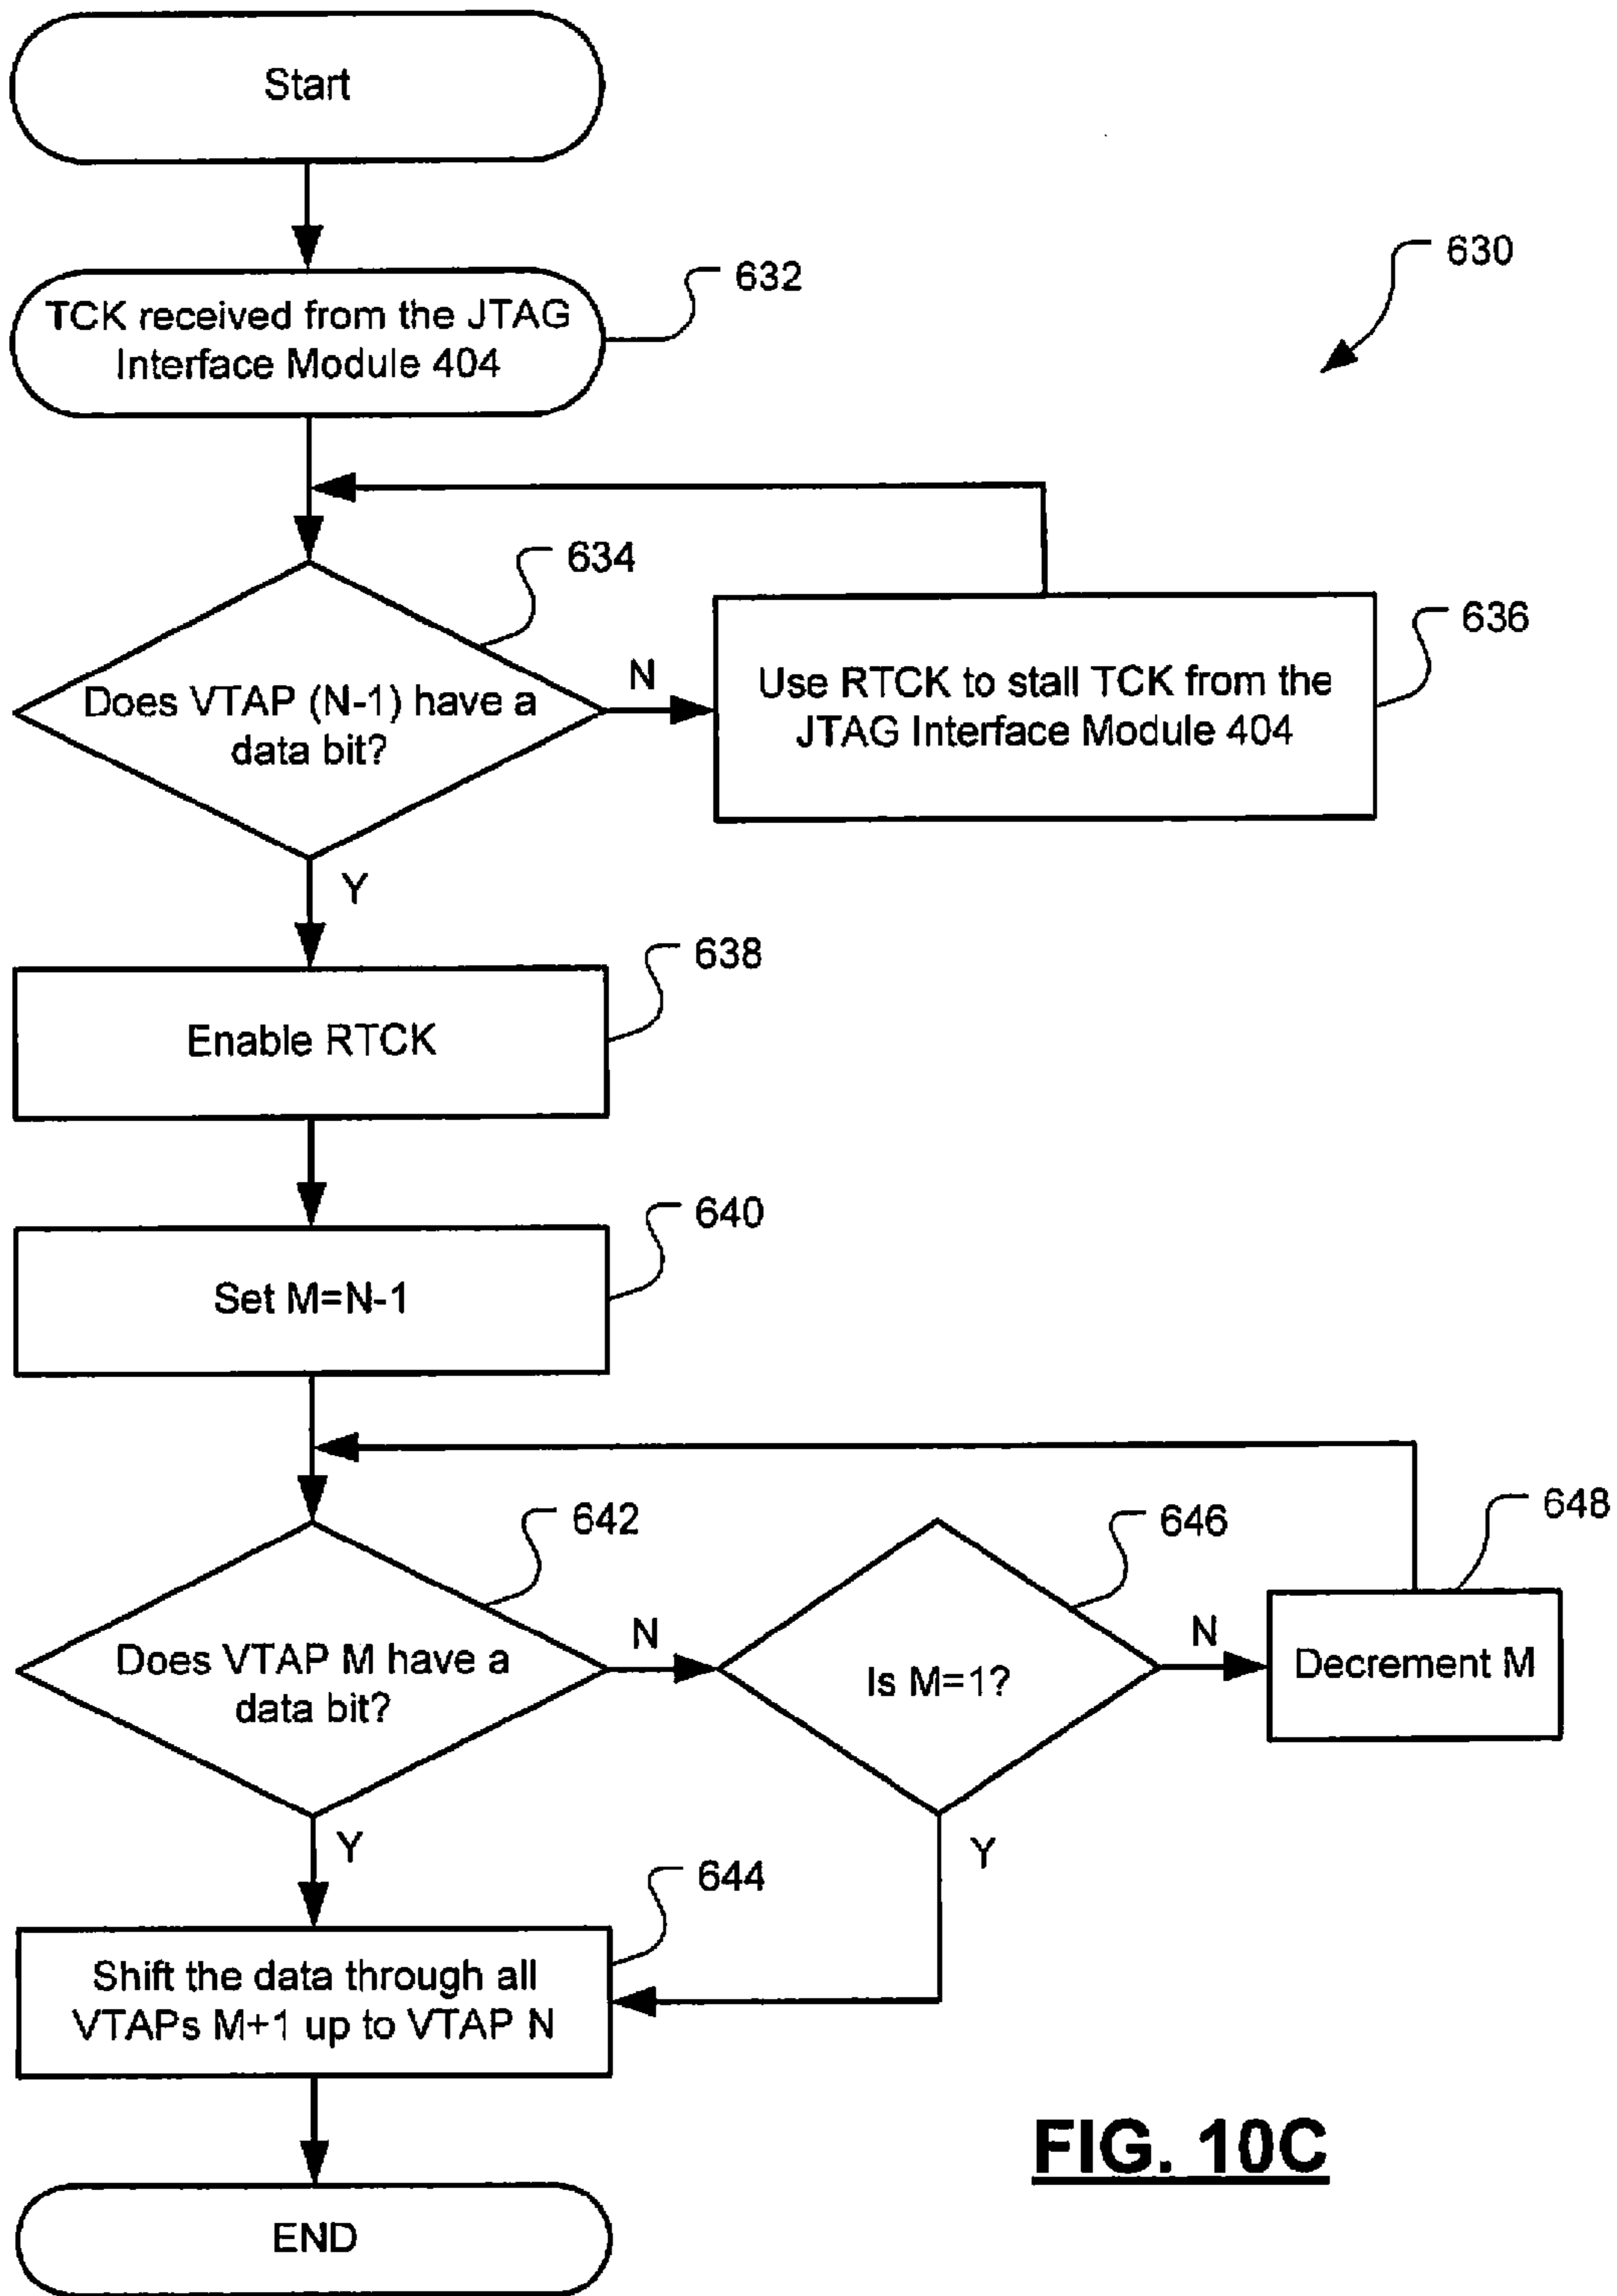 Start
630
632
TCK received from the JTAG
Interface Module 404
634
Does VTAP (N-1) have a
data bit?
N
636
Use RTCK to stall TCK from the
JTAG Interface Module 404
Y
638
Enable RTCK
640
Set M=N-1
642
Does VTAP M have a
data bit?
N
646
Is M=1?
N
648
Decrement M
Y
Y
644
Shift the data through all
VTAPs M+1 up to VTAP N
END
FIG. 10C